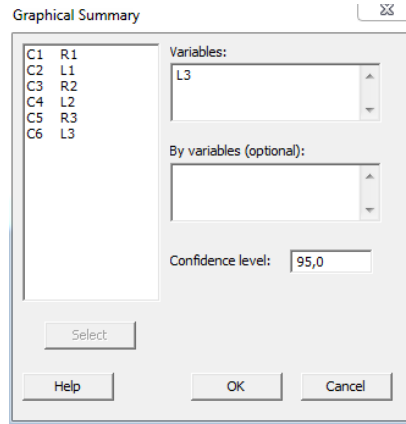 Graphical Summary
C1 R1
C2 L1
C3 R2
C4 L2
C5 R3
C6 L3
Variables:
L3
By variables (optional):
Confidence level: 95,0
Select
Help
OK
Cancel